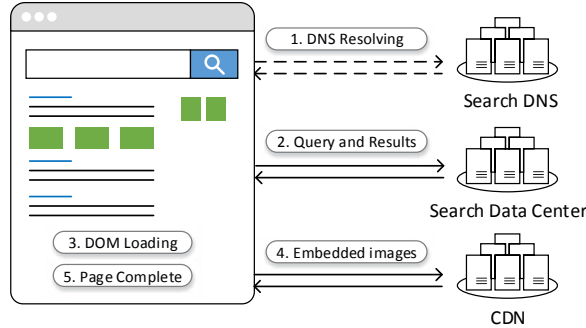 1. DNS Resolving
Search DNS
2. Query and Results
Search Data Center
3. DOM Loading
4. Embedded images
5. Page Complete
CDN